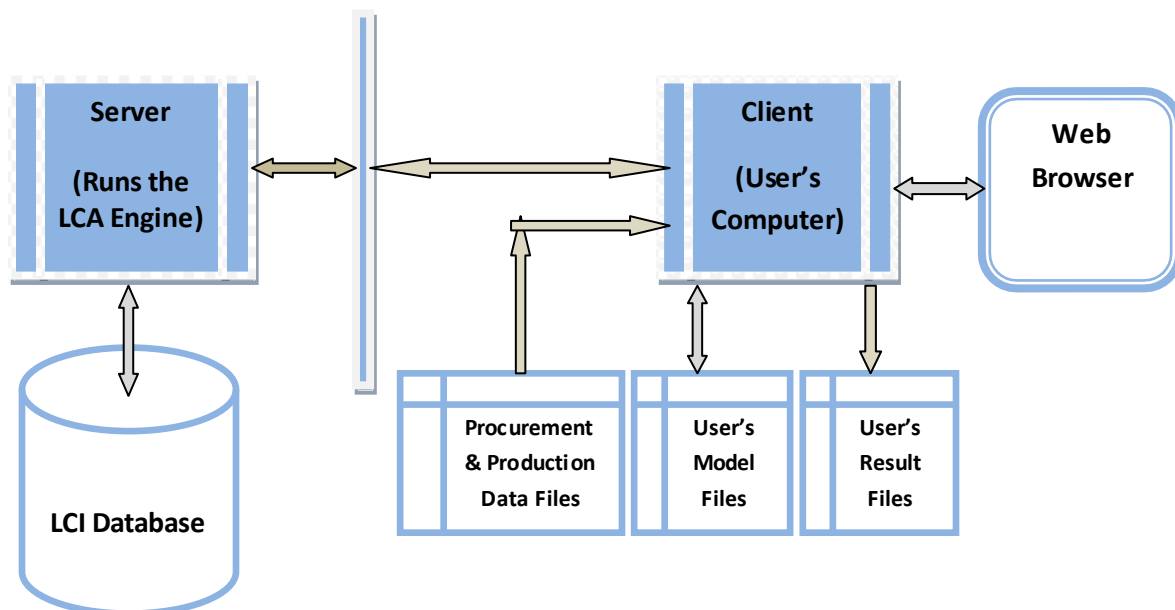 Server
(Runs the
LCA Engine)
Client
(User’s
Computer)
Web
Browser
LCI Database
Procurement
& Production
Data Files
User’s
Model
Files
User’s
Result
Files